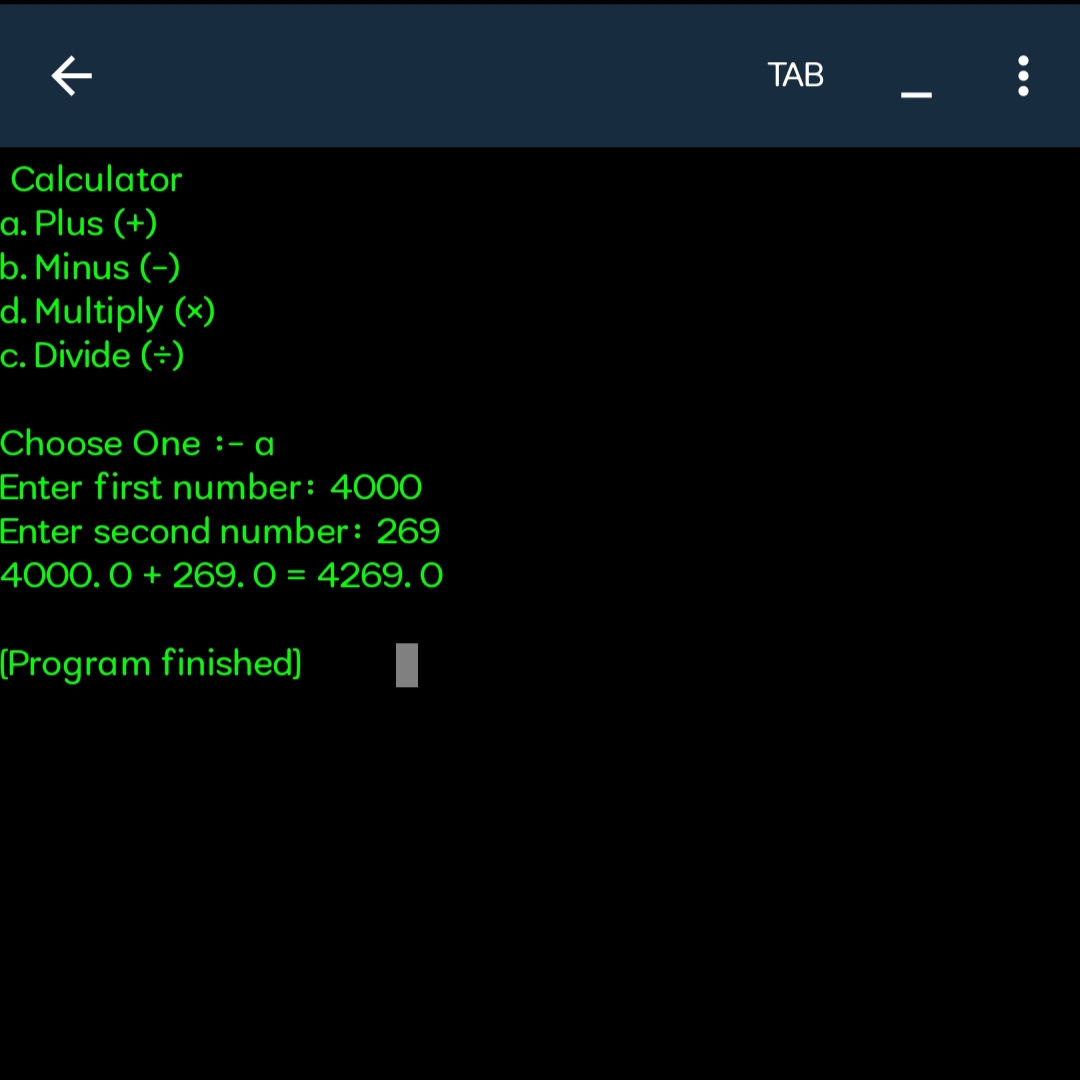 TAB
Calculator
a. Plus (+)
b. Minus (-)
d. Multiply (×)
c. Divide (÷)
Choose One :- a
Enter first number: 4000
Enter second number: 269
4000.0 + 269.0 = 4269.0
[Program finished]